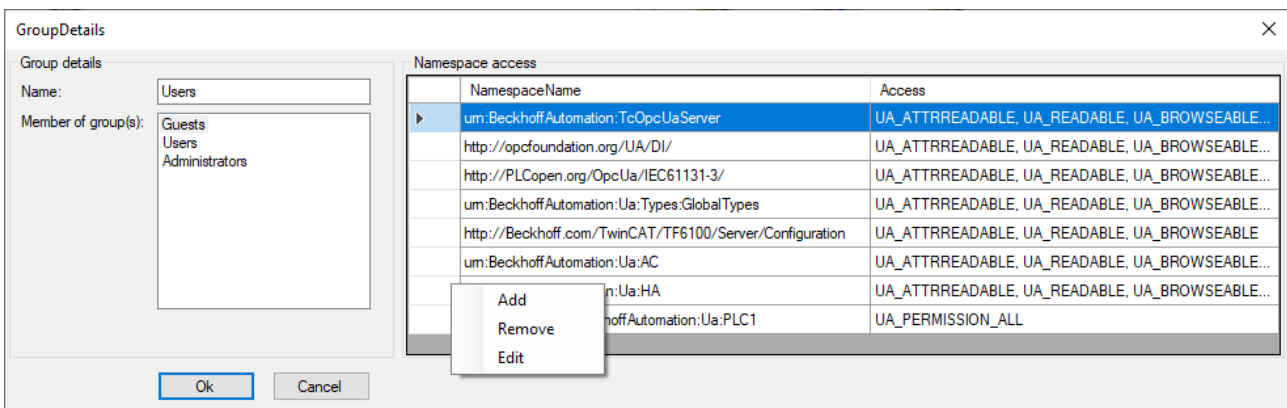 GroupDetails
Group details
Name: Users
Member of group(s): Guests
Users
Administrators
Ok Cancel
Namespace access
NamespaceName Access
urn:BeckhoffAutomation:TcOpcUaServer UA_ATTRREADABLE, UA_READABLE, UA_BROWSEABLE...
http://opcfoundation.org/UA/DI/ UA_ATTRREADABLE, UA_READABLE, UA_BROWSEABLE...
http://PLCopen.org/OpcUa/IEC61131-3/ UA_ATTRREADABLE, UA_READABLE, UA_BROWSEABLE...
urn:BeckhoffAutomation:Ua:Types:GlobalTypes UA_ATTRREADABLE, UA_READABLE, UA_BROWSEABLE...
http://Beckhoff.com/TwinCAT/TF6100/Server/Configuration UA_ATTRREADABLE, UA_READABLE, UA_BROWSEABLE
urn:BeckhoffAutomation:Ua:AC UA_ATTRREADABLE, UA_READABLE, UA_BROWSEABLE...
n:Ua:HA UA_ATTRREADABLE, UA_READABLE, UA_BROWSEABLE...
hoffAutomation:Ua:PLC1 UA_PERMISSION_ALL
Add
Remove
Edit